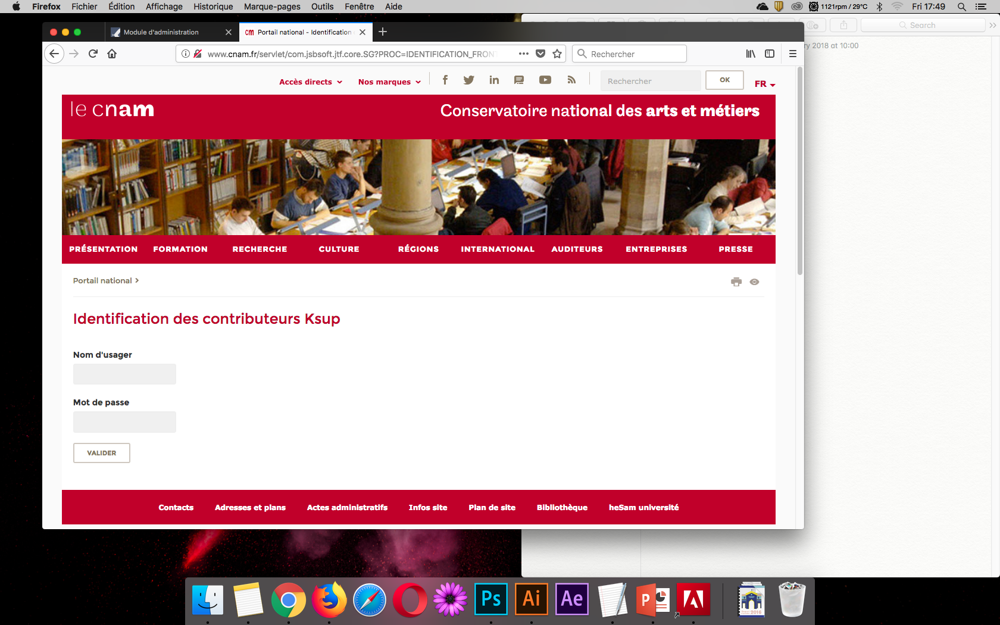 Firefox Fichier Édition Affichage Historique Marque-pages Outils Fenêtre Aide 1121rpm / 29°C Fri 17:49
Search
Module d'administration
cm Portail national - Identification
ry 2018 at 10:00
www.cnam.fr/servlet/com.jsbsoft.jtf.core.SG?PROC=IDENTIFICATION_FRONT
Rechercher
Accès directs Nos marques Rechercher OK FR
le cnam Conservatoire national des arts et métiers
PRÉSENTATION FORMATION RECHERCHE CULTURE RÉGIONS INTERNATIONAL AUDITEURS ENTREPRISES PRESSE
Portail national >
Identification des contributeurs Ksup
Nom d'usager
Mot de passe
VALIDER
Contacts Adresses et plans Actes administratifs Infos site Plan de site Bibliothèque heSam université
Ps Ai Ae P 2016